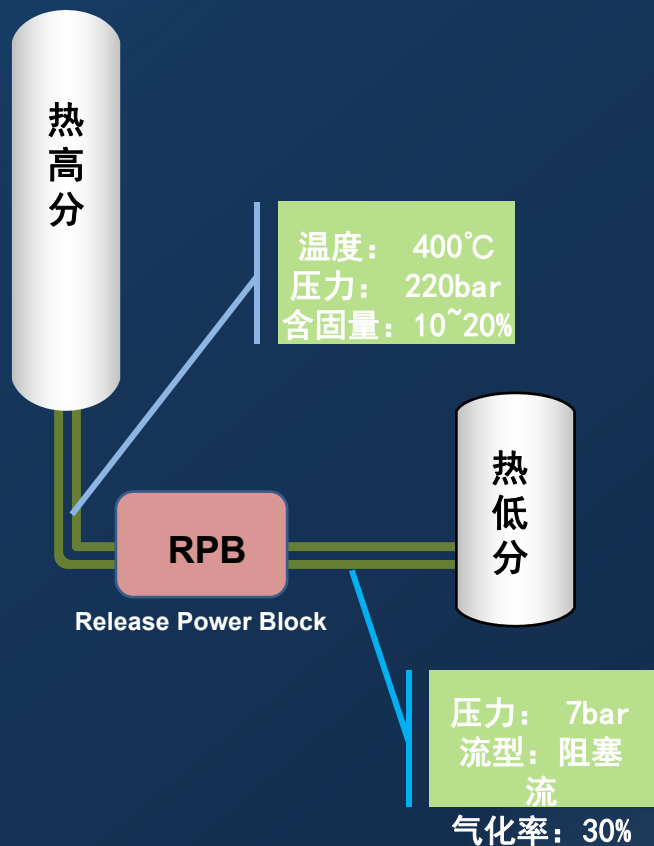 热
高
分
温度： 400℃
压力： 220bar
含固量：10~20%
热
低
分
RPB
Release Power Block
压力： 7bar
流型：阻塞
流
气化率：30%